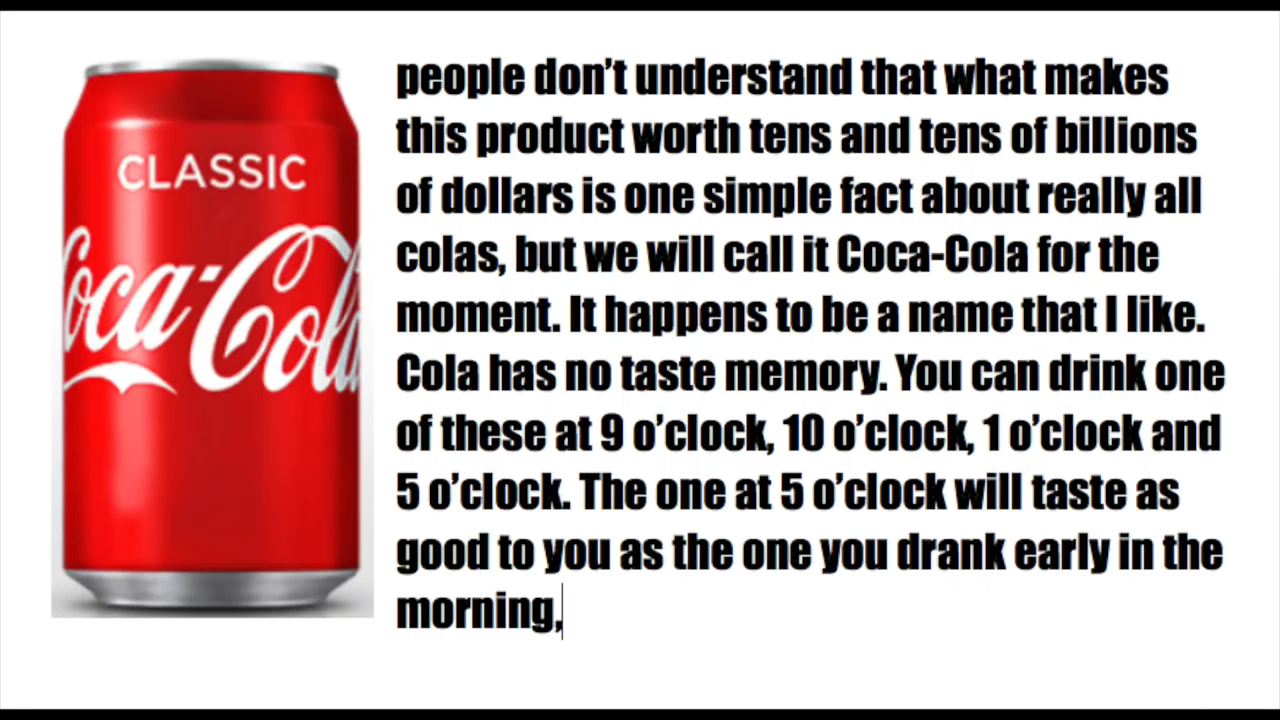 CLASSIC
Coca-Cola
people don't understand that what makes
this product worth tens and tens of billions
of dollars is one simple fact about really all
colas, but we will call it Coca-Cola for the
moment. It happens to be a name that I like.
Cola has no taste memory. You can drink one
of these at 9 o'clock, 10 o'clock, 1 o'clock and
5 o'clock. The one at 5 o'clock will taste as
good to you as the one you drank early in the
morning,